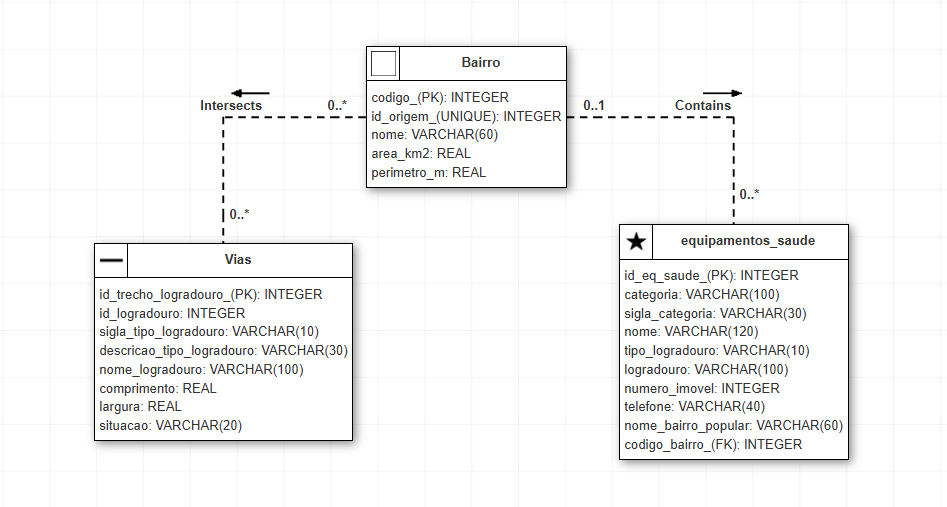 Bairro
codigo_(PK): INTEGER
id_origem_(UNIQUE): INTEGER
nome: VARCHAR(60)
area_km2: REAL
perimetro_m: REAL
Intersects
0..*
0..1
Contains
0..*
0..*
Vias
id_trecho_logradouro_(PK): INTEGER
id_logradouro: INTEGER
sigla_tipo_logradouro: VARCHAR(10)
descricao_tipo_logradouro: VARCHAR(30)
nome_logradouro: VARCHAR(100)
comprimento: REAL
largura: REAL
situacao: VARCHAR(20)
equipamentos_saude
id_eq_saude_(PK): INTEGER
categoria: VARCHAR(100)
sigla_categoria: VARCHAR(30)
nome: VARCHAR(120)
tipo_logradouro: VARCHAR(10)
logradouro: VARCHAR(100)
numero_imovel: INTEGER
telefone: VARCHAR(40)
nome_bairro_popular: VARCHAR(60)
codigo_bairro_(FK): INTEGER